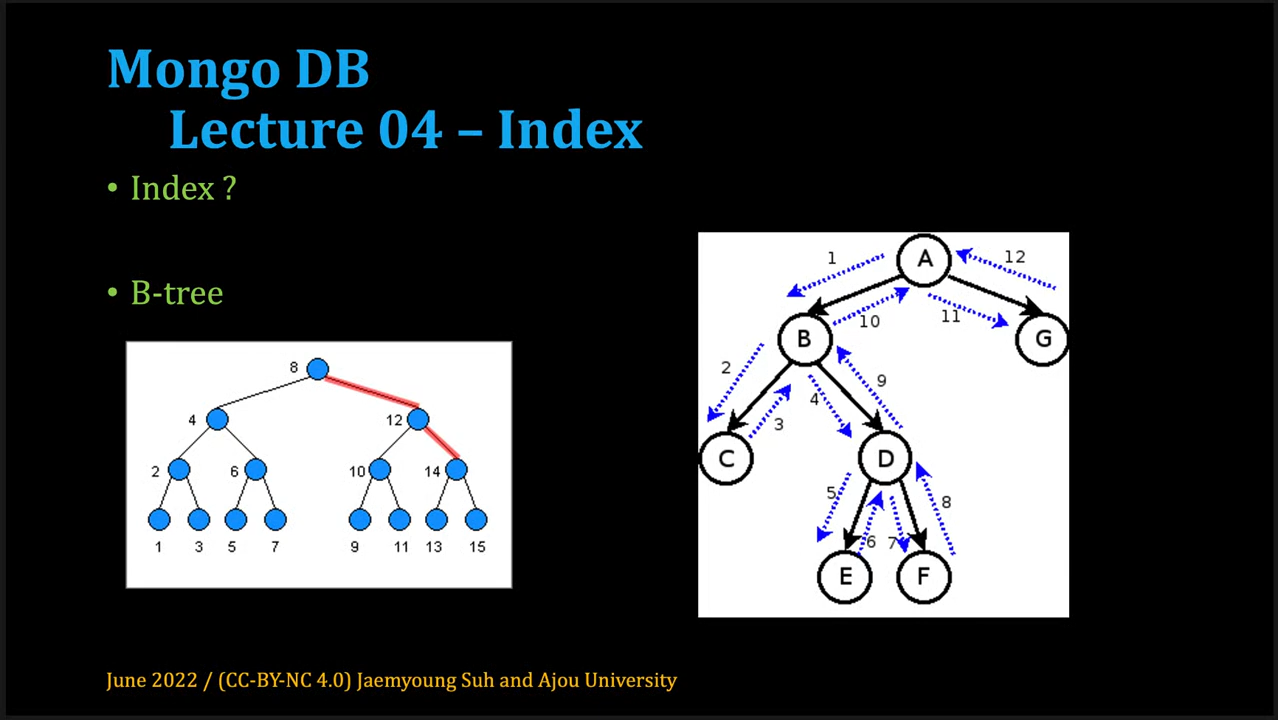 Mongo DB
Lecture 04 – Index
• Index ?
• B-tree
8
4
12
2
6
10
14
1 3 5 7 9 11 13 15
A
1
12
10
11
B
G
2
9
4
3
C
D
5
8
6 7
E
F
June 2022 / (CC-BY-NC 4.0) Jaemyoung Suh and Ajou University